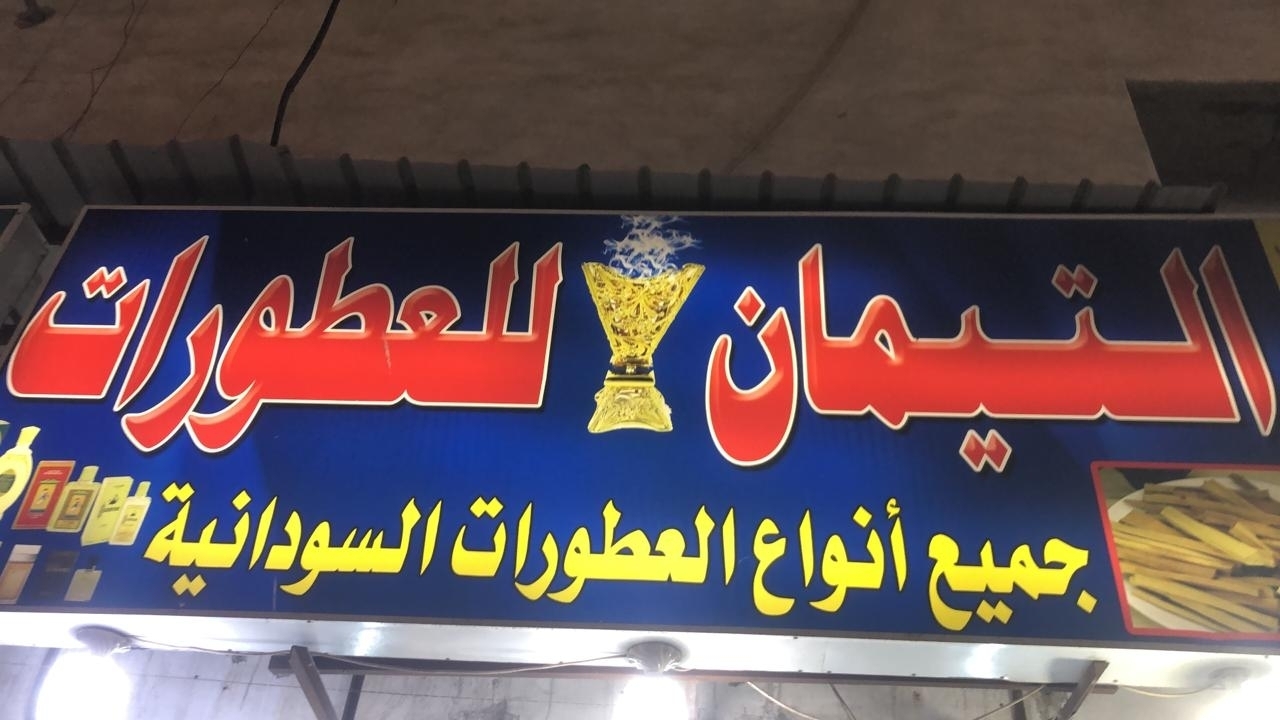 التيمان للعطورات
جميع أنواع العطورات السودانية